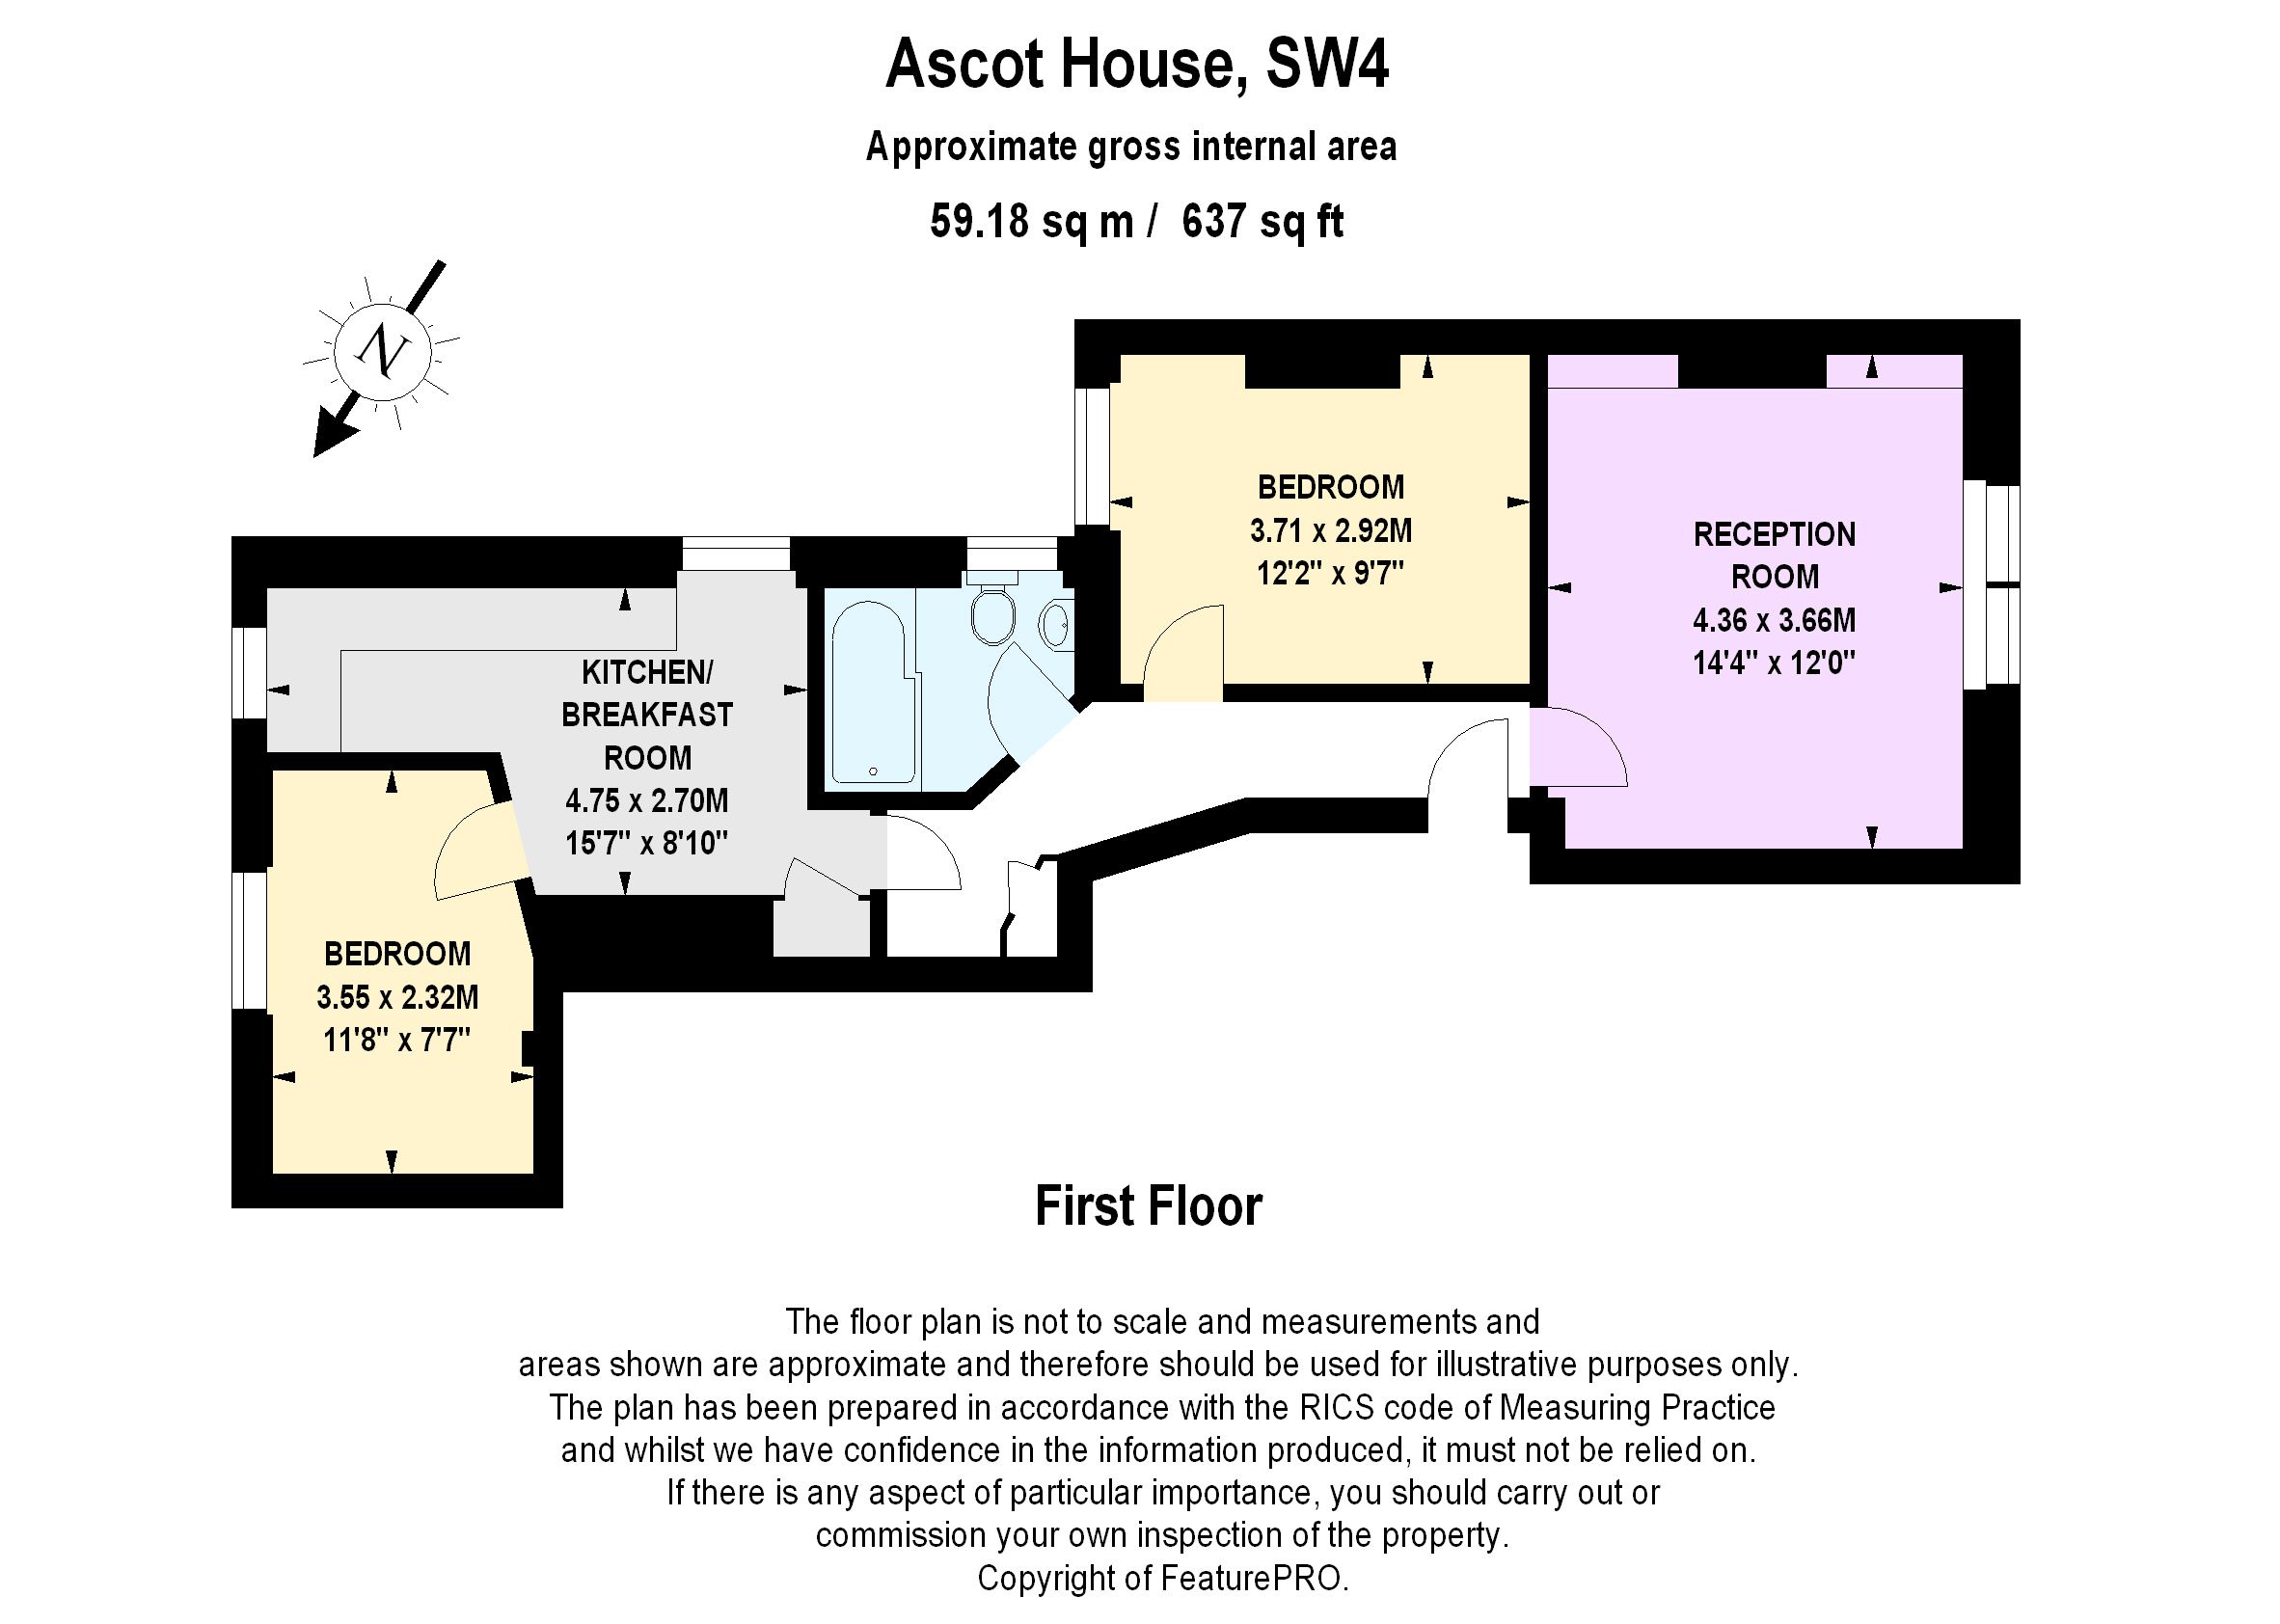 Ascot House, SW4
Approximate gross internal area
59.18 sq m /  637 sq ft
N
BEDROOM
3.71 x 2.92M
12'2" x 9'7"
RECEPTION
ROOM
4.36 x 3.66M
14'4" x 12'0"
KITCHEN/
BREAKFAST
ROOM
4.75 x 2.70M
15'7" x 8'10"
BEDROOM
3.55 x 2.32M
11'8" x 7'7"
First Floor
The floor plan is not to scale and measurements and
areas shown are approximate and therefore should be used for illustrative purposes only.
The plan has been prepared in accordance with the RICS code of Measuring Practice
and whilst we have confidence in the information produced, it must not be relied on.
If there is any aspect of particular importance, you should carry out or
commission your own inspection of the property.
Copyright of FeaturePRO.